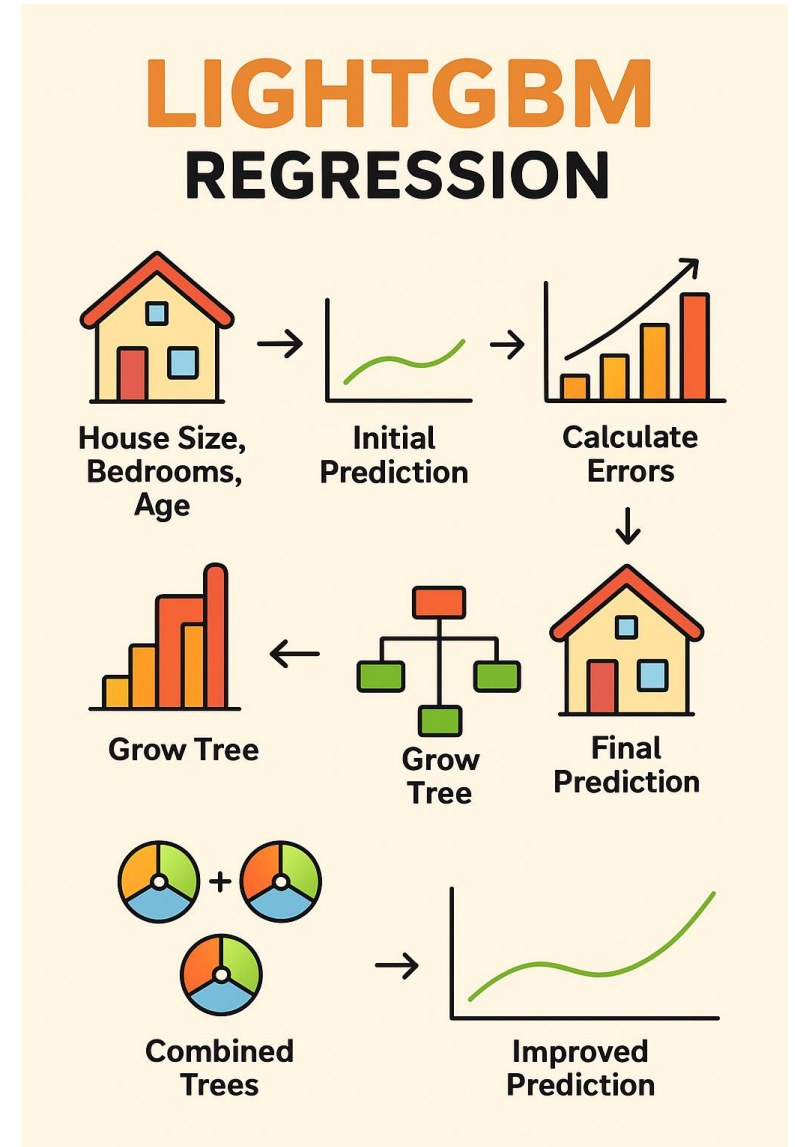 LIGHTGBM
REGRESSION
House Size,
Bedrooms,
Age
Initial
Prediction
Calculate
Errors
Grow Tree
Grow
Tree
Final
Prediction
Combined
Trees
Improved
Prediction